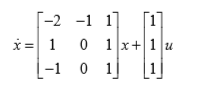 ẋ = [-2 -1 1; 1 0 1; -1 0 1] x + [1; 1; 1] u